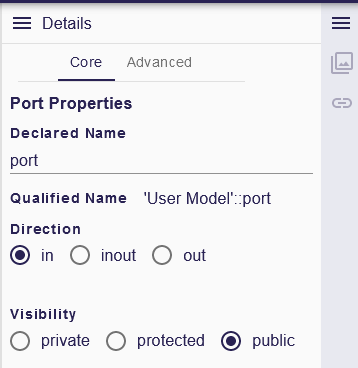 Details
Core Advanced
Port Properties
Declared Name
port
Qualified Name 'User Model'::port
Direction
in inout out
Visibility
private protected public